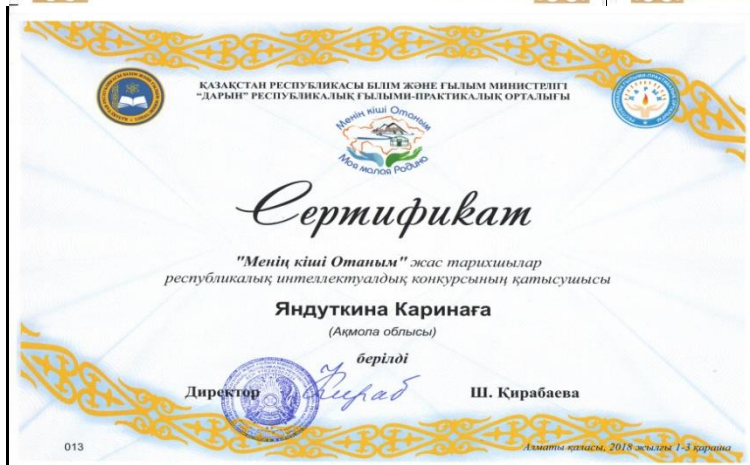 ҚАЗАҚСТАН РЕСПУБЛИКАСЫ БІЛІМ ЖӘНЕ ҒЫЛЫМ МИНИСТРЛІГІ
"ДАРЫН" РЕСПУБЛИКАЛЫҚ ҒЫЛЫМИ-ПРАКТИКАЛЫҚ ОРТАЛЫҒЫ
Менің кіші Отаным
Моя малая Родина
Сертификат
"Менің кіші Отаным" жас тарихшылар
республикалық интеллектуалдық конкурсының қатысушысы
Яндуткина Каринаға
(Ақмола облысы)
берілді
Директор Ш. Қирабаева
013 Алматы қаласы, 2018 жылғы 1-3 қараша